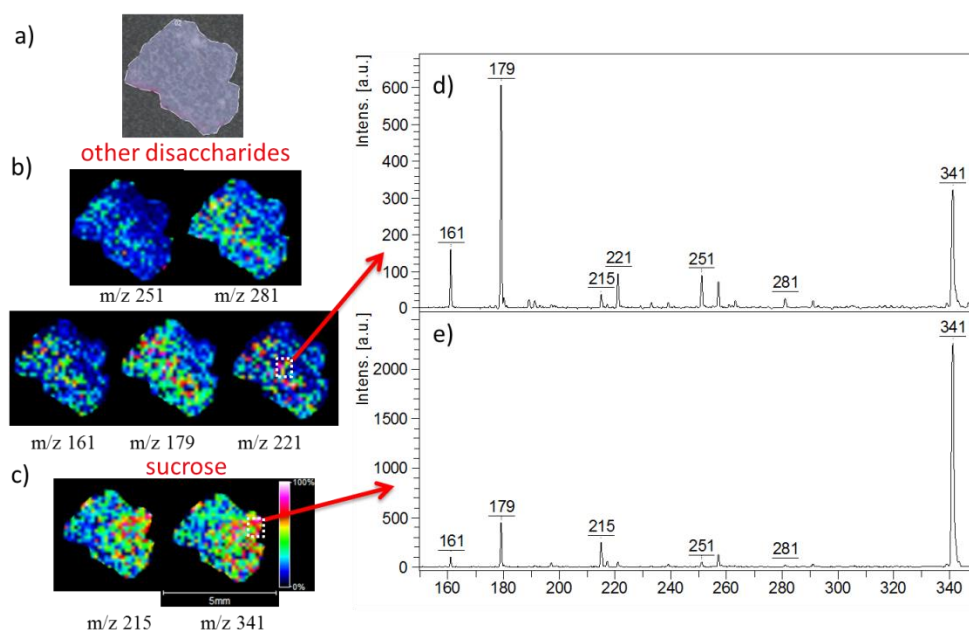 a)
other disaccharides
b)
m/z 251 m/z 281
m/z 161 m/z 179 m/z 221
c)
sucrose
100%
0%
5mm
m/z 215 m/z 341
d)
Intens. [a.u.]
600
500
400
300
200
100
0
161
179
215
221
251
281
341
e)
Intens. [a.u.]
2000
1500
1000
500
0
161
179
215
251
281
341
160 180 200 220 240 260 280 300 320 340